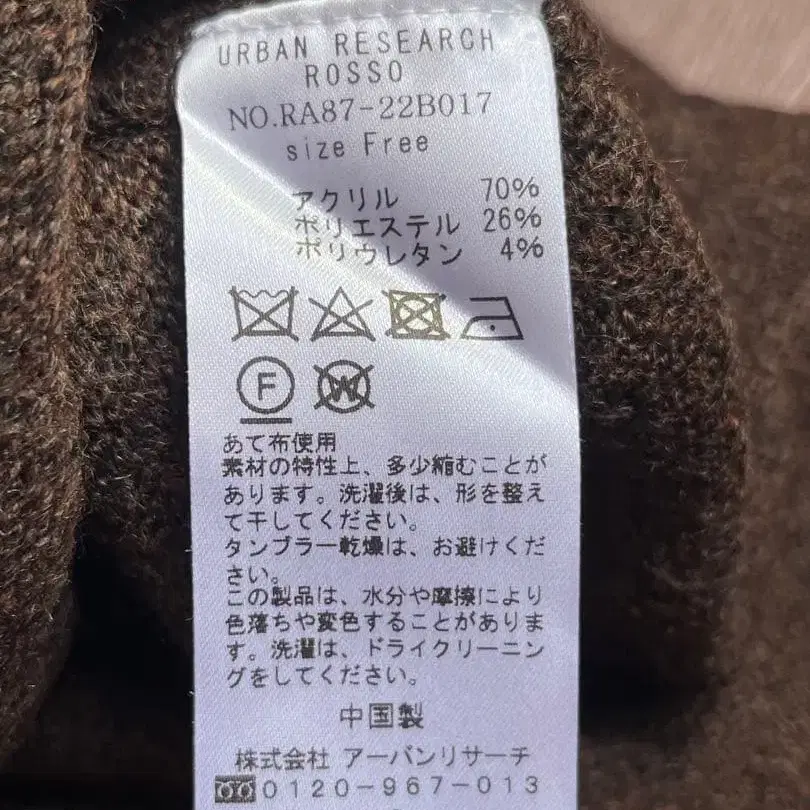 URBAN RESEARCH
ROSSO
NO.RA87-22B017
size Free
アクリル 70%
ポリエステル 26%
ポリウレタン 4%
F W
あて布使用
素材の特性上、多少縮むことが
あります。洗濯後は、形を整え
て干してください。
タンブラー乾燥は、お避けくだ
さい。
この製品は、水分や摩擦により
色落ちや変色することがありま
す。洗濯は、ドライクリーニン
グをしてください。
中国製
株式会社 アーバンリサーチ
0120-967-013